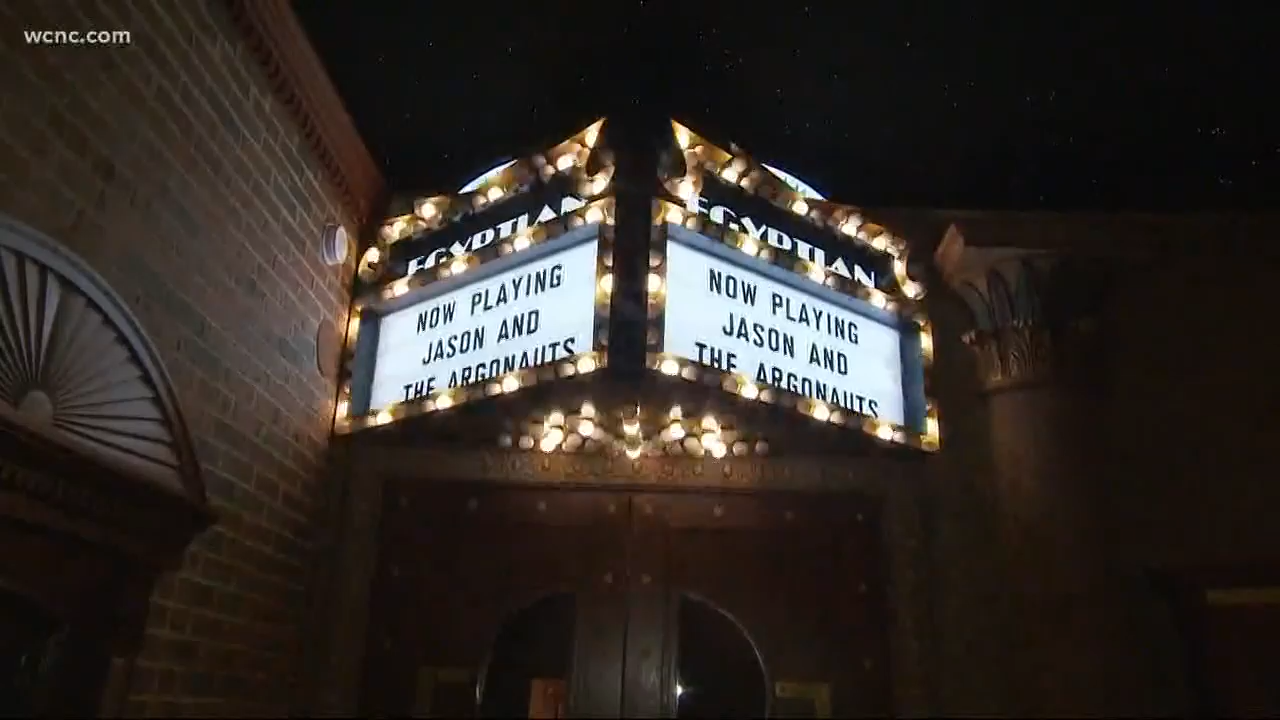 wcnc.com
EGYPTIAN
NOW PLAYING
JASON AND
THE ARGONAUTS
EGYPTIAN
NOW PLAYING
JASON AND
THE ARGONAUTS